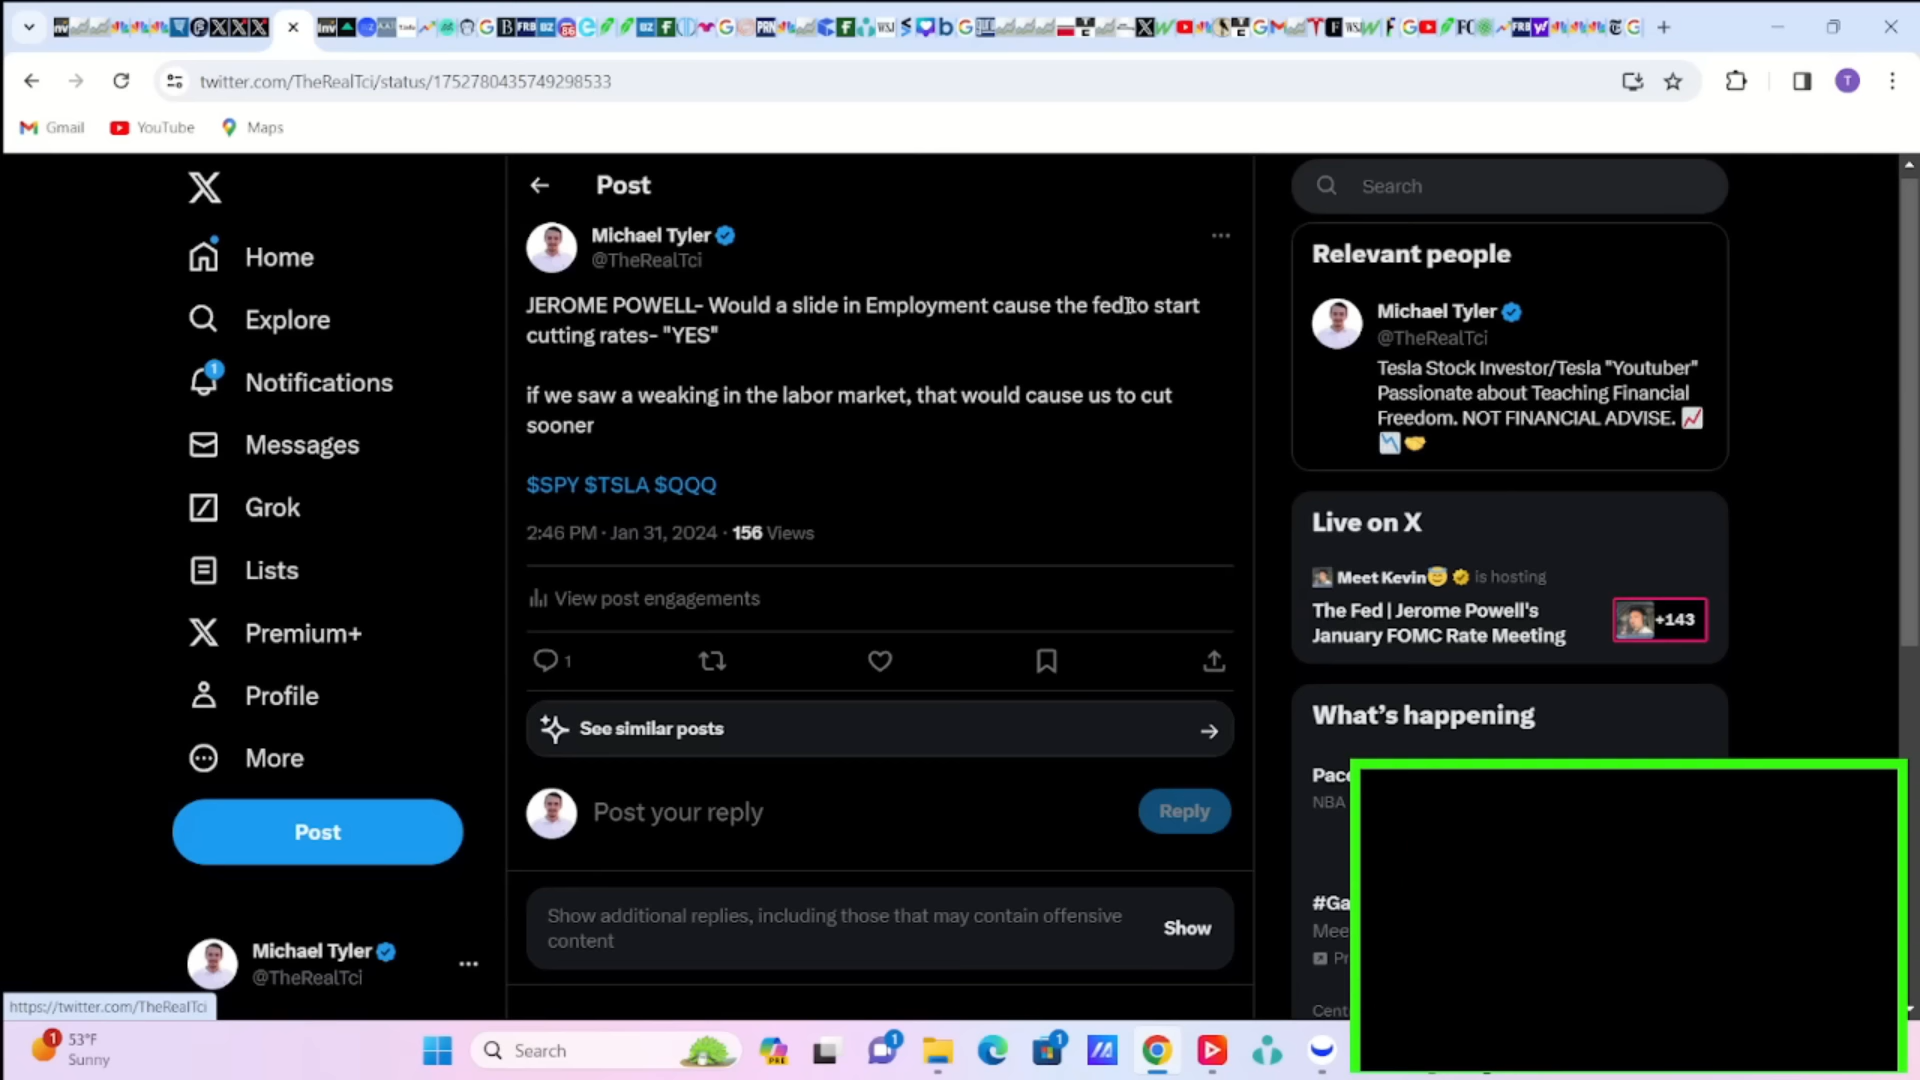 twitter.com/TheRealTci/status/1752780435749298533
Gmail
YouTube
Maps
Home
Explore
1
Notifications
Messages
Grok
Lists
Premium+
Profile
More
Post
Michael Tyler
@TheRealTci
https://twitter.com/TheRealTci
Post
Michael Tyler
@TheRealTci
JEROME POWELL- Would a slide in Employment cause the fed to start
cutting rates- "YES"
if we saw a weaking in the labor market, that would cause us to cut
sooner
$SPY $TSLA $QQQ
2:46 PM · Jan 31, 2024 · 156 Views
View post engagements
1
See similar posts
Post your reply
Reply
Show additional replies, including those that may contain offensive
content
Show
Search
Relevant people
Michael Tyler
@TheRealTci
Tesla Stock Investor/Tesla "Youtuber"
Passionate about Teaching Financial
Freedom. NOT FINANCIAL ADVISE.
Live on X
Meet Kevin is hosting
The Fed | Jerome Powell's
January FOMC Rate Meeting
+143
What's happening
NBA
1
53°F
Sunny
Search
PRE
1
1